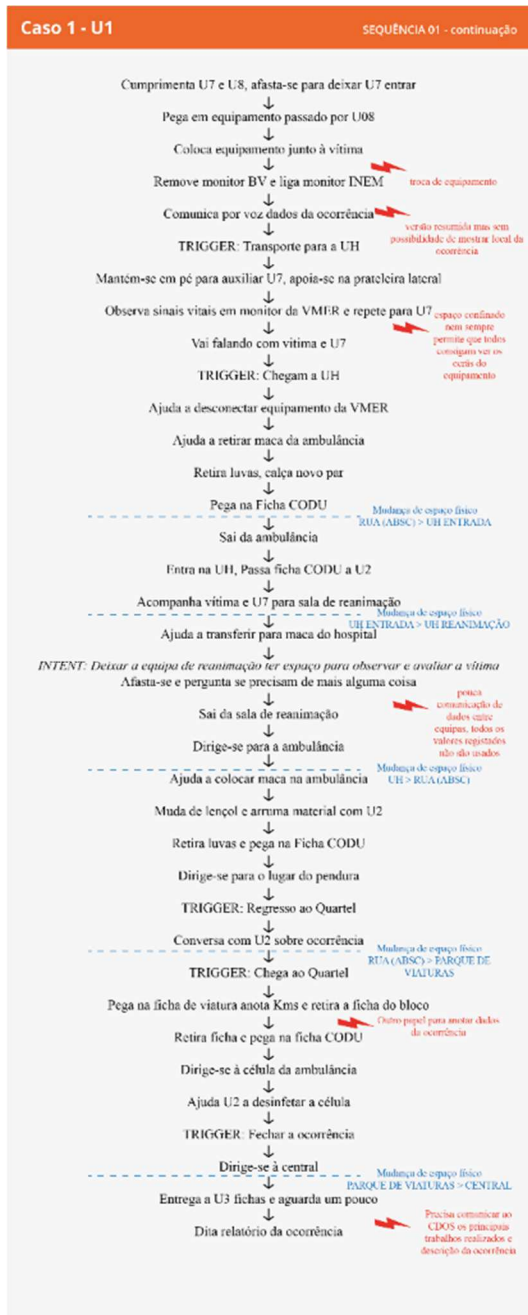 Caso 1 - U1
SEQUÊNCIA 01 - continuação
Cumprimenta U7 e U8, afasta-se para deixar U7 entrar
Pega em equipamento passado por U08
Coloca equipamento junto à vítima
Remove monitor BV e liga monitor INEM
troca de equipamento
Comunica por voz dados da ocorrência
versão resumida mas sem
possibilidade de mostrar local da
ocorrência
TRIGGER: Transporte para a UH
Mantém-se em pé para auxiliar U7, apoia-se na prateleira lateral
Observa sinais vitais em monitor da VMER e repete para U7
espaço confinado
nem sempre
permite que todos
consigam ver os
ecrãs do
equipamento
Vai falando com vítima e U7
TRIGGER: Chegam a UH
Ajuda a desconectar equipamento da VMER
Ajuda a retirar maca da ambulância
Retira luvas, calça novo par
Pega na Ficha CODU
Mudança de espaço físico
RUA (ABSC) > UH ENTRADA
Sai da ambulância
Entra na UH, Passa ficha CODU a U2
Acompanha vítima e U7 para sala de reanimação
Mudança de espaço físico
UH ENTRADA > UH REANIMAÇÃO
Ajuda a transferir para maca do hospital
INTENT: Deixar a equipa de reanimação ter espaço para observar e avaliar a vítima
Afasta-se e pergunta se precisam de mais alguma coisa
pouca
comunicação de
dados entre
equipas, todos os
valores registados
não são usados
Sai da sala de reanimação
Dirige-se para a ambulância
Mudança de espaço físico
UH > RUA (ABSC)
Ajuda a colocar maca na ambulância
Muda de lençol e arruma material com U2
Retira luvas e pega na Ficha CODU
Dirige-se para o lugar do pendura
TRIGGER: Regresso ao Quartel
Conversa com U2 sobre ocorrência
Mudança de espaço físico
RUA (ABSC) > PARQUE DE
VIATURAS
TRIGGER: Chega ao Quartel
Pega na ficha de viatura anota Kms e retira a ficha do bloco
Outro papel para anotar dados
da ocorrência
Retira ficha e pega na ficha CODU
Dirige-se à célula da ambulância
Ajuda U2 a desinfetar a célula
TRIGGER: Fechar a ocorrência
Dirige-se à central
Mudança de espaço físico
PARQUE DE VIATURAS > CENTRAL
Entrega a U3 fichas e aguarda um pouco
Dita relatório da ocorrência
Precisa comunicar ao
CDOS os principais
trabalhos realizados e
descrição da ocorrência